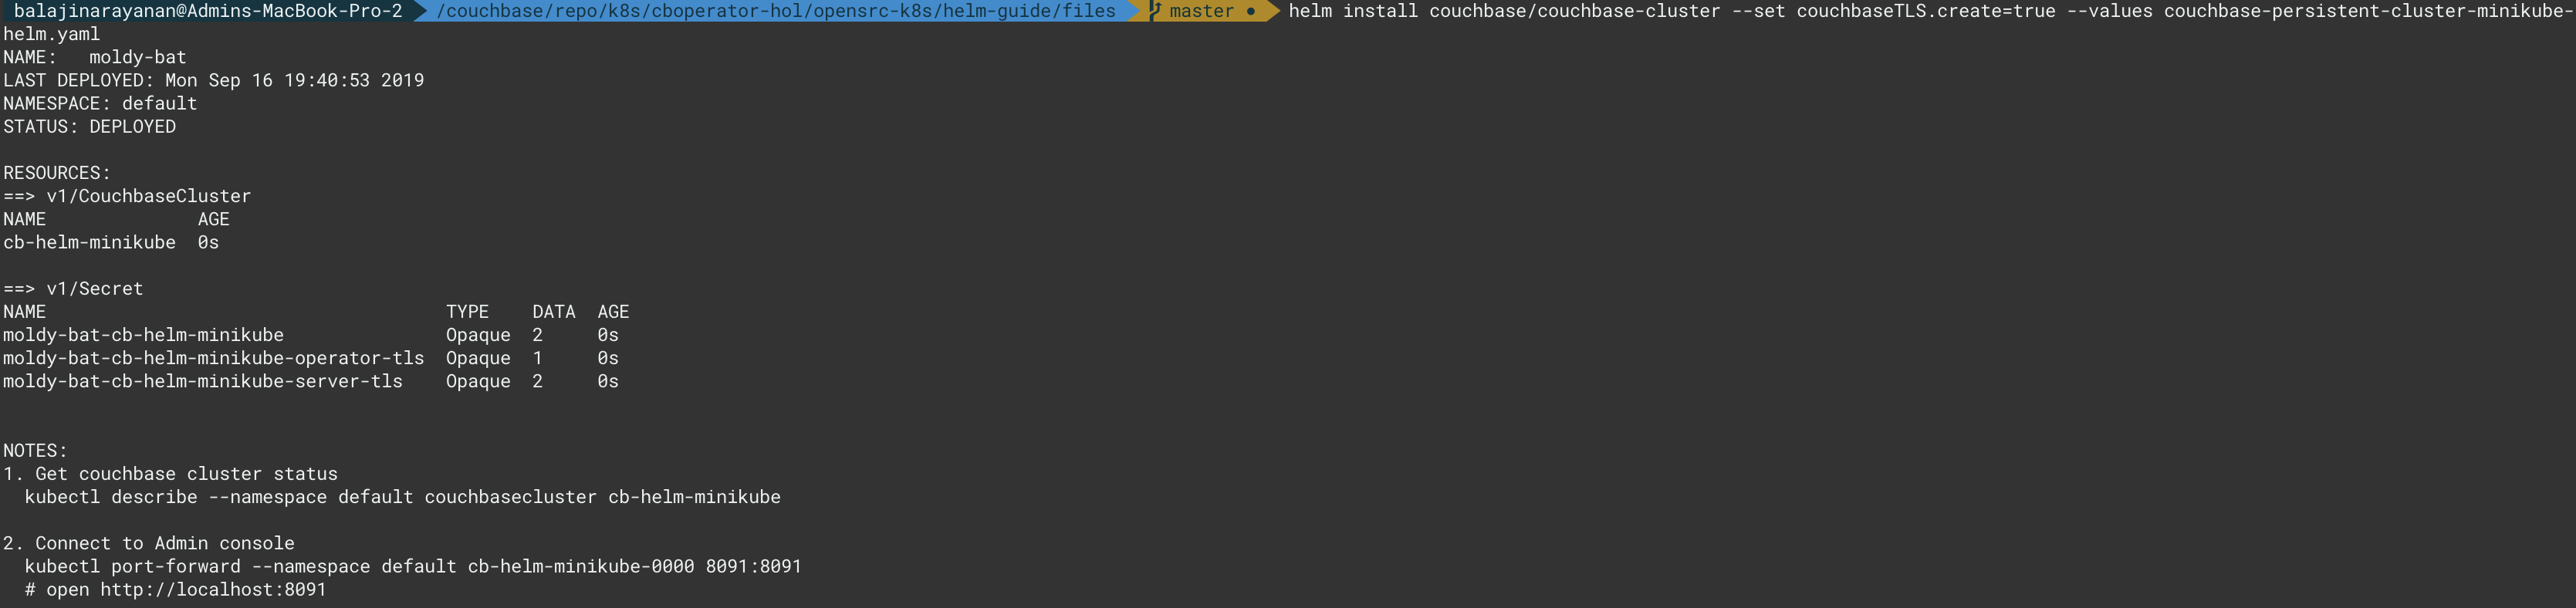 balajinarayanan@Admins-MacBook-Pro-2 /couchbase/repo/k8s/cboperator-hol/opensrc-k8s/helm-guide/files master ● helm install couchbase/couchbase-cluster --set couchbaseTLS.create=true --values couchbase-persistent-cluster-minikube-
helm.yaml
NAME:   moldy-bat
LAST DEPLOYED: Mon Sep 16 19:40:53 2019
NAMESPACE: default
STATUS: DEPLOYED
RESOURCES:
==> v1/CouchbaseCluster
NAME              AGE
cb-helm-minikube  0s
==> v1/Secret
NAME                                     TYPE    DATA  AGE
moldy-bat-cb-helm-minikube               Opaque  2     0s
moldy-bat-cb-helm-minikube-operator-tls  Opaque  1     0s
moldy-bat-cb-helm-minikube-server-tls    Opaque  2     0s
NOTES:
1. Get couchbase cluster status
  kubectl describe --namespace default couchbasecluster cb-helm-minikube
2. Connect to Admin console
  kubectl port-forward --namespace default cb-helm-minikube-0000 8091:8091
  # open http://localhost:8091